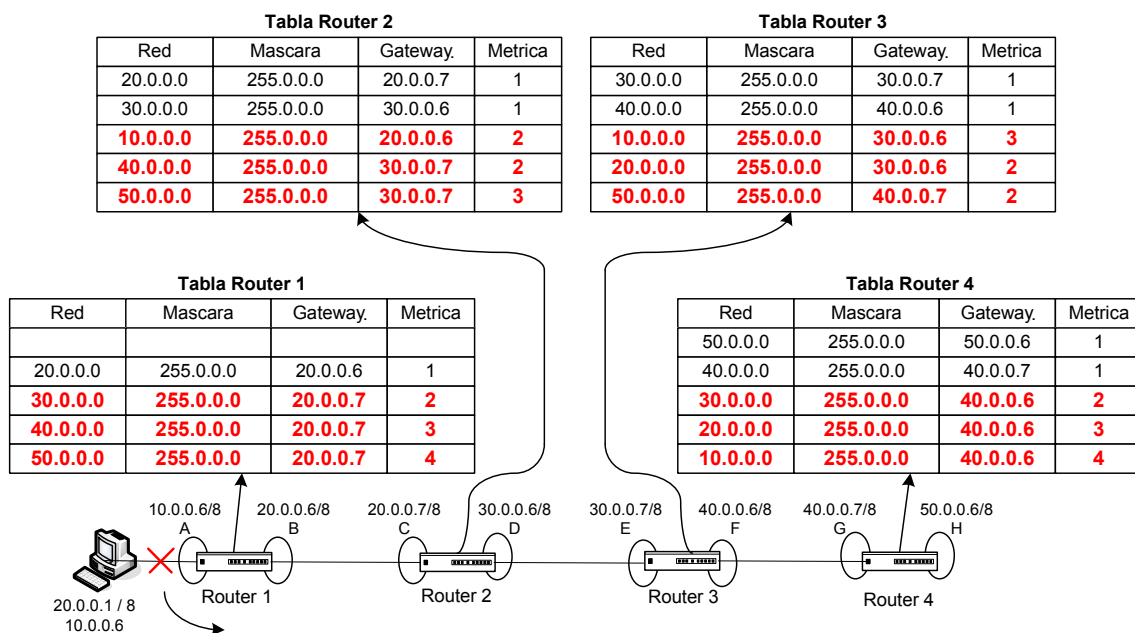 Tabla Router 2
Red Mascara Gateway. Metrica
20.0.0.0 255.0.0.0 20.0.0.7 1
30.0.0.0 255.0.0.0 30.0.0.6 1
10.0.0.0 255.0.0.0 20.0.0.6 2
40.0.0.0 255.0.0.0 30.0.0.7 2
50.0.0.0 255.0.0.0 30.0.0.7 3
Tabla Router 3
Red Mascara Gateway. Metrica
30.0.0.0 255.0.0.0 30.0.0.7 1
40.0.0.0 255.0.0.0 40.0.0.6 1
10.0.0.0 255.0.0.0 30.0.0.6 3
20.0.0.0 255.0.0.0 30.0.0.6 2
50.0.0.0 255.0.0.0 40.0.0.7 2
Tabla Router 1
Red Mascara Gateway. Metrica
20.0.0.0 255.0.0.0 20.0.0.6 1
30.0.0.0 255.0.0.0 20.0.0.7 2
40.0.0.0 255.0.0.0 20.0.0.7 3
50.0.0.0 255.0.0.0 20.0.0.7 4
Tabla Router 4
Red Mascara Gateway. Metrica
50.0.0.0 255.0.0.0 50.0.0.6 1
40.0.0.0 255.0.0.0 40.0.0.7 1
30.0.0.0 255.0.0.0 40.0.0.6 2
20.0.0.0 255.0.0.0 40.0.0.6 3
10.0.0.0 255.0.0.0 40.0.0.6 4
10.0.0.6/8 20.0.0.6/8 20.0.0.7/8 30.0.0.6/8 30.0.0.7/8 40.0.0.6/8 40.0.0.7/8 50.0.0.6/8
A B C D E F G H
Router 1 Router 2 Router 3 Router 4
20.0.0.1 / 8
10.0.0.6